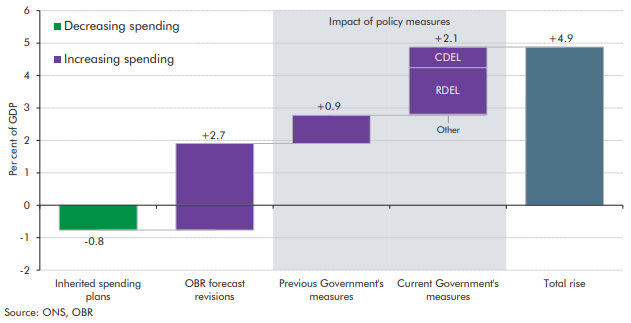 6
5
4
3
2
1
0
-1
-2
Per cent of GDP
Decreasing spending
Increasing spending
Impact of policy measures
-0.8
+2.7
+0.9
+2.1
CDEL
RDEL
Other
+4.9
Inherited spending
plans
OBR forecast
revisions
Previous Government's
measures
Current Government's
measures
Total rise
Source: ONS, OBR